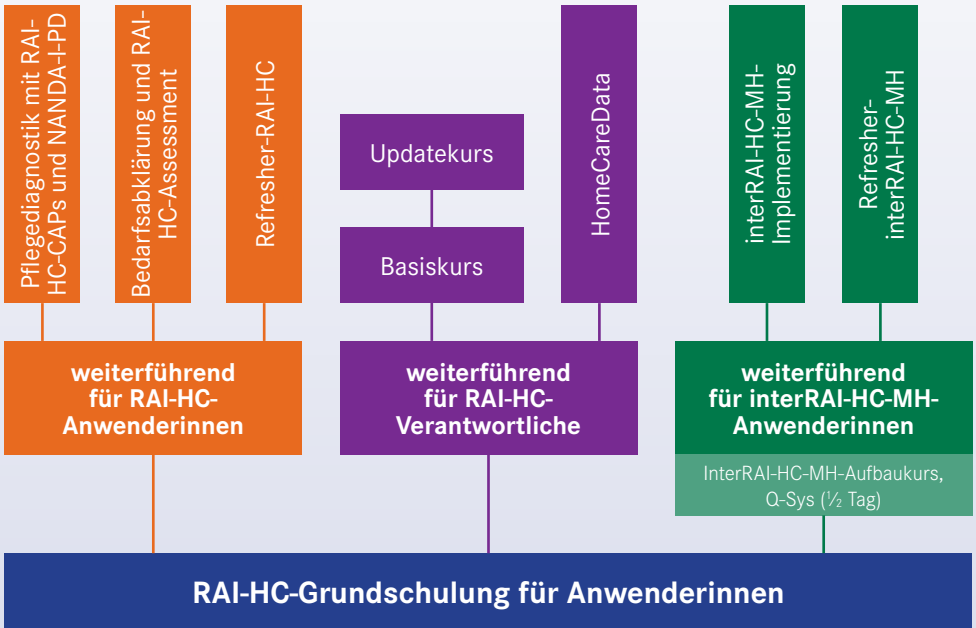 Pflegediagnostik mit RAI-
HC-CAPs und NANDA-I-PD
Bedarfsabklärung und RAI-
HC-Assessment
Refresher-RAI-HC
Updatekurs
Basiskurs
HomeCareData
interRAI-HC-MH-
Implementierung
Refresher-
interRAI-HC-MH
weiterführend
für RAI-HC-
Anwenderinnen
weiterführend
für RAI-HC-
Verantwortliche
weiterführend
für interRAI-HC-MH-
Anwenderinnen
InterRAI-HC-MH-Aufbaukurs,
Q-Sys (½ Tag)
RAI-HC-Grundschulung für Anwenderinnen